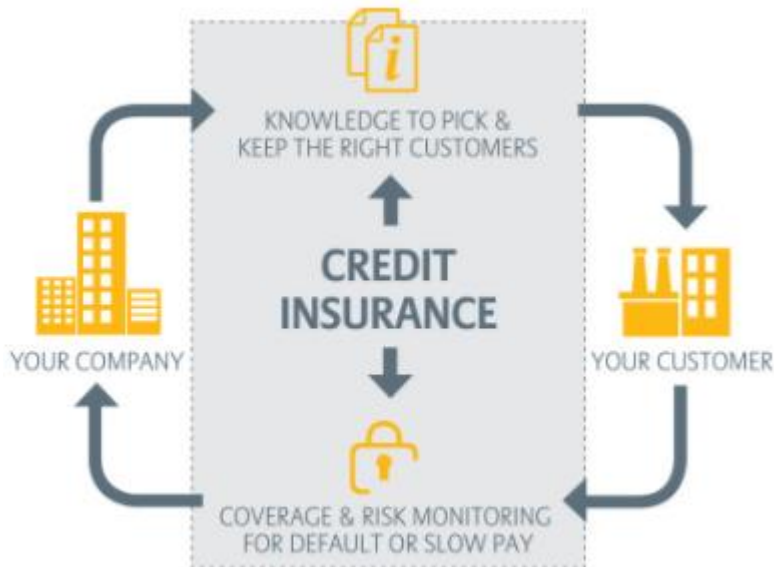 i
KNOWLEDGE TO PICK &
KEEP THE RIGHT CUSTOMERS
CREDIT
INSURANCE
YOUR COMPANY
YOUR CUSTOMER
COVERAGE & RISK MONITORING
FOR DEFAULT OR SLOW PAY